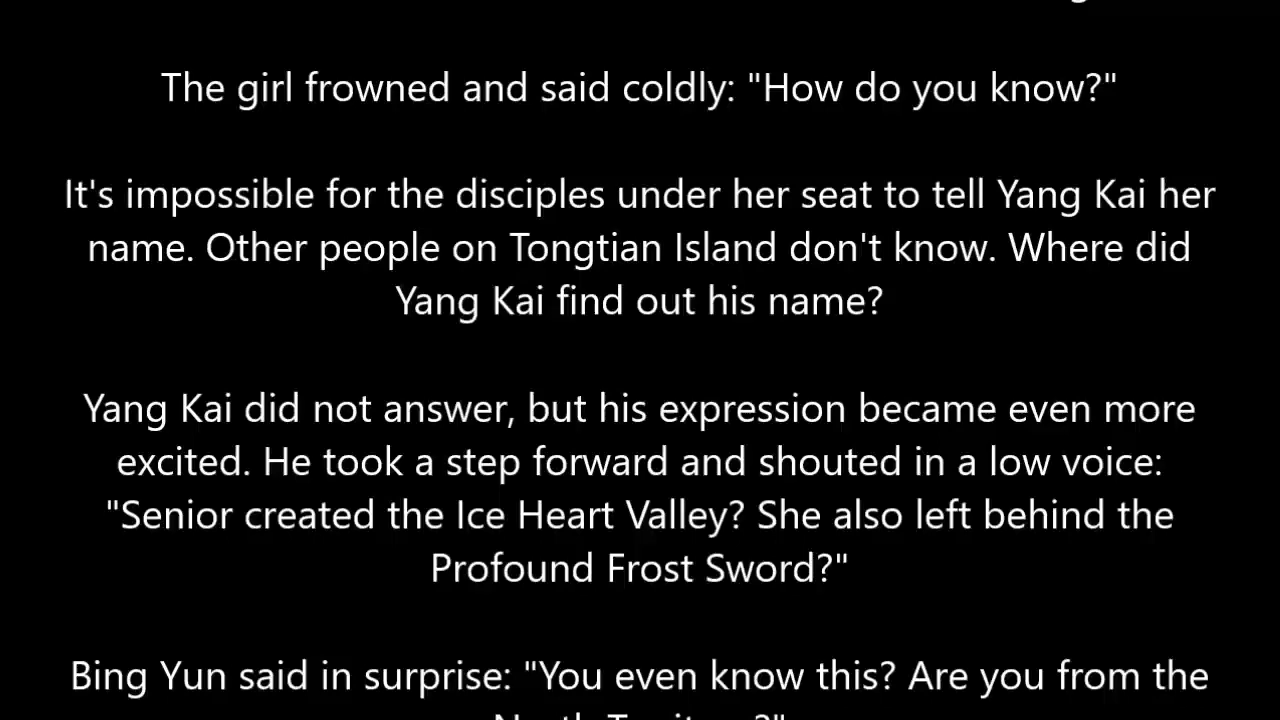 The girl frowned and said coldly: "How do you know?"
It's impossible for the disciples under her seat to tell Yang Kai her
name. Other people on Tongtian Island don't know. Where did
Yang Kai find out his name?
Yang Kai did not answer, but his expression became even more
excited. He took a step forward and shouted in a low voice:
"Senior created the Ice Heart Valley? She also left behind the
Profound Frost Sword?"
Bing Yun said in surprise: "You even know this? Are you from the